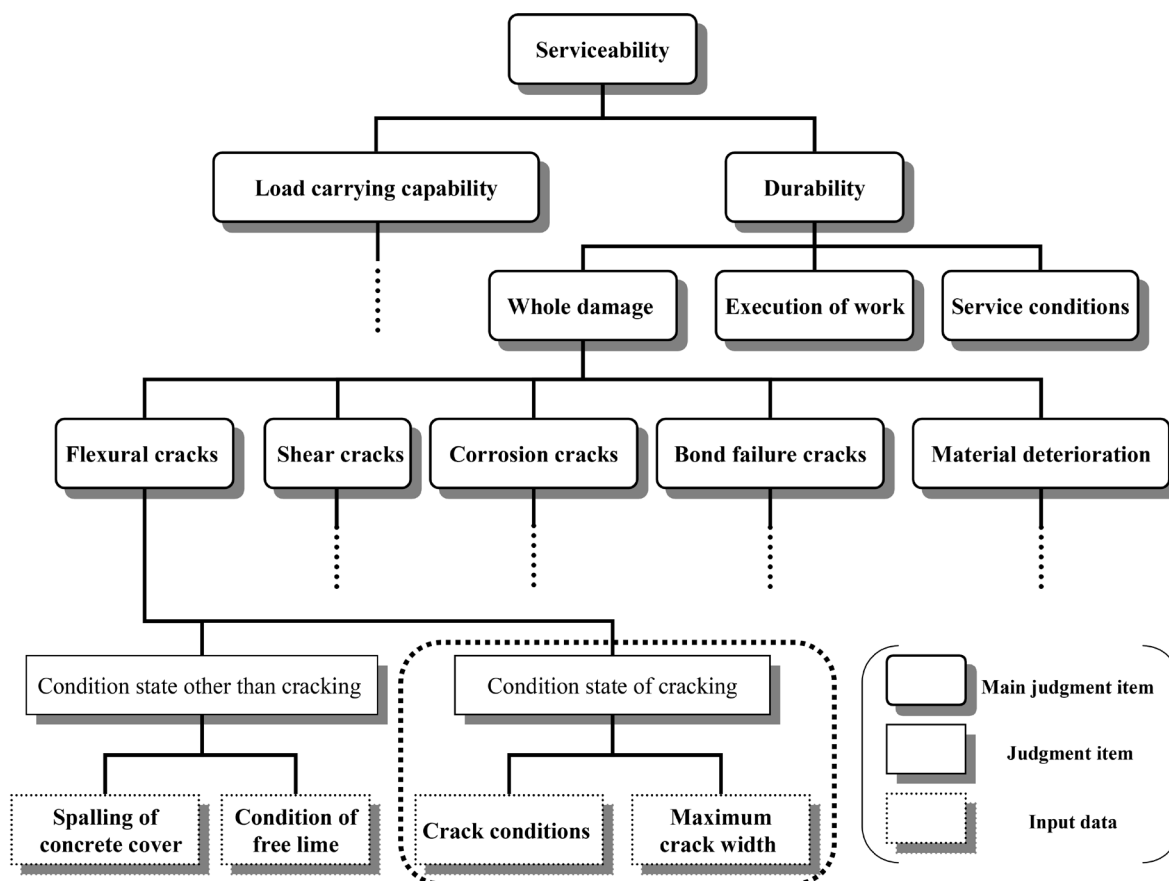 Serviceability
Load carrying capability
Durability
Whole damage
Execution of work
Service conditions
Flexural cracks
Shear cracks
Corrosion cracks
Bond failure cracks
Material deterioration
Condition state other than cracking
Condition state of cracking
Spalling of
concrete cover
Condition of
free lime
Crack conditions
Maximum
crack width
Main judgment item
Judgment item
Input data